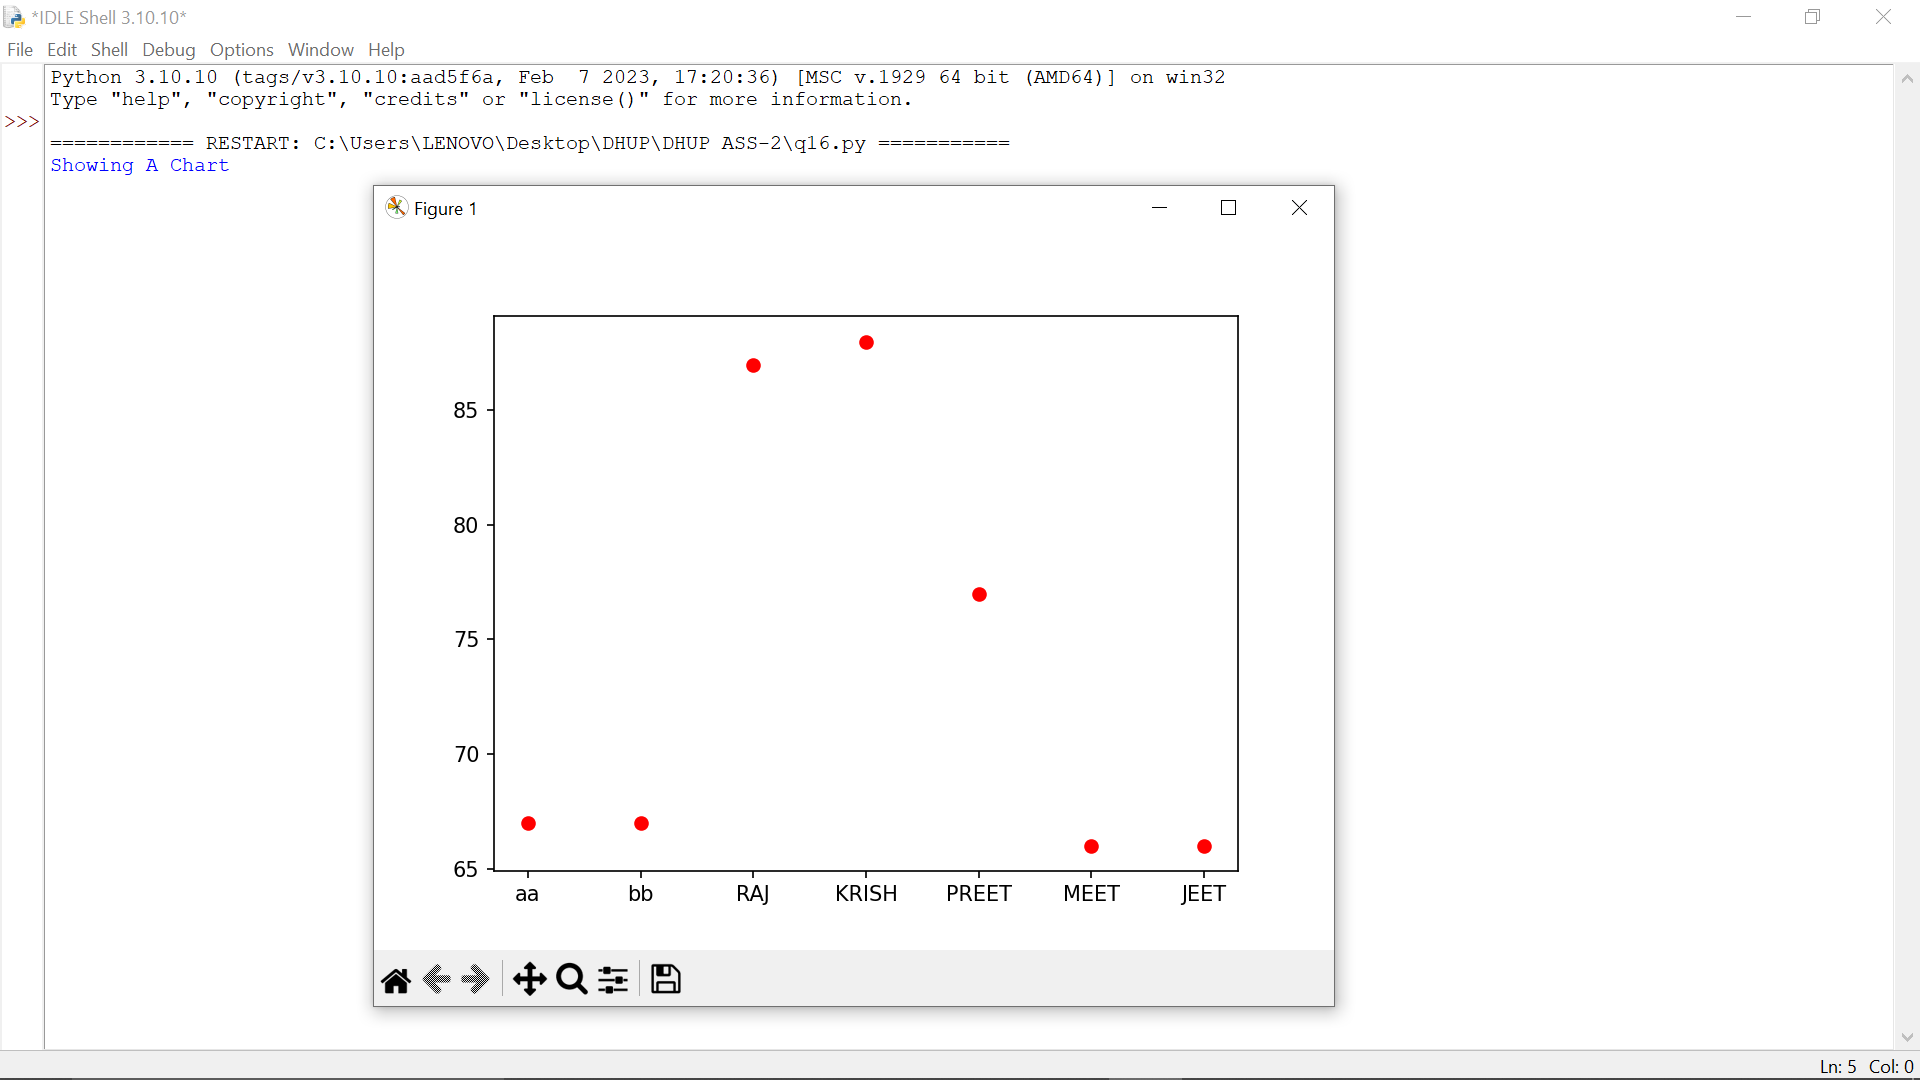 *IDLE Shell 3.10.10*
File Edit Shell Debug Options Window Help
Python 3.10.10 (tags/v3.10.10:aad5f6a, Feb  7 2023, 17:20:36) [MSC v.1929 64 bit (AMD64)] on win32
Type "help", "copyright", "credits" or "license()" for more information.
>>>
============ RESTART: C:\Users\LENOVO\Desktop\DHUP\DHUP ASS-2\q16.py ===========
Showing A Chart
Figure 1
85
80
75
70
65
aa bb RAJ KRISH PREET MEET JEET
Ln: 5 Col: 0